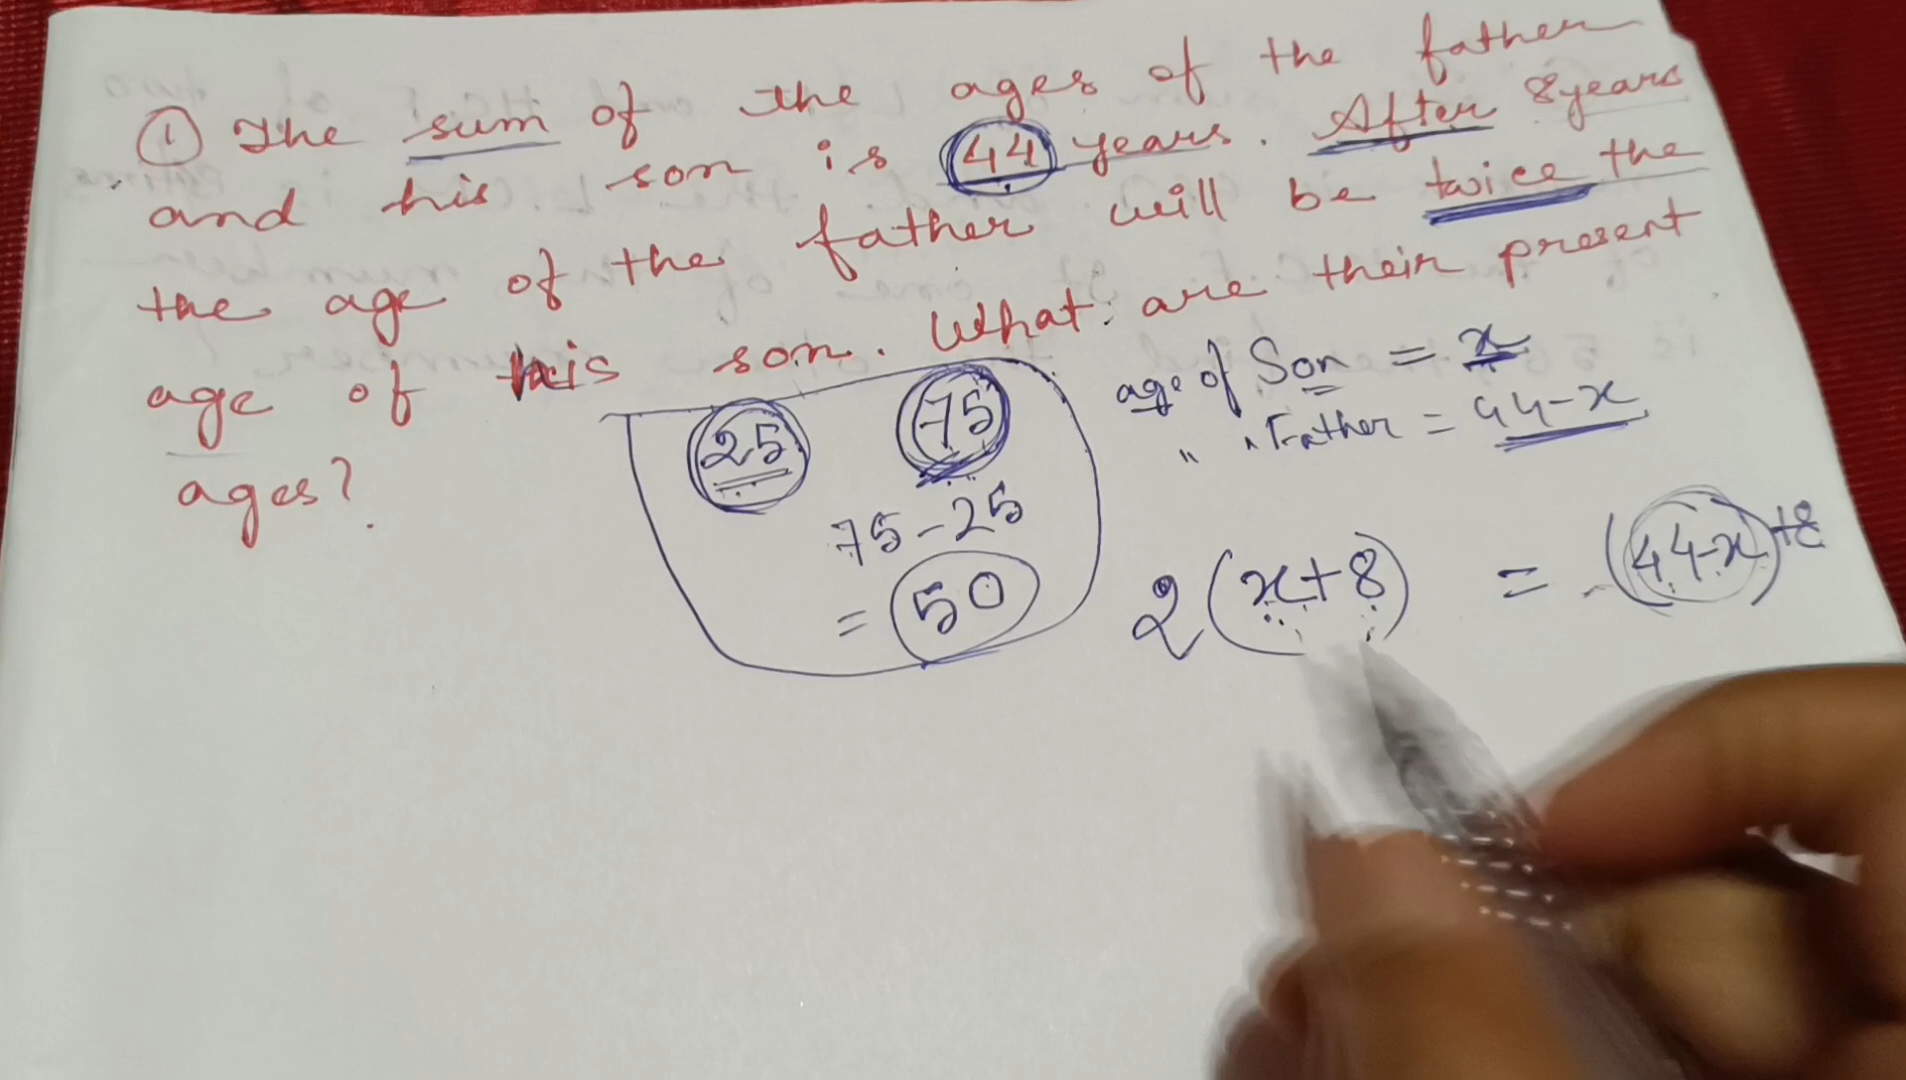 ① The sum of the ages of the father
and his son is 44 years. After 8 years
the age of the father will be twice the
age of his son. What are their present
ages?
25 75
75-25
= 50
age of Son = x
" " Father = 44-x
2(x+8) = (44-x)+8